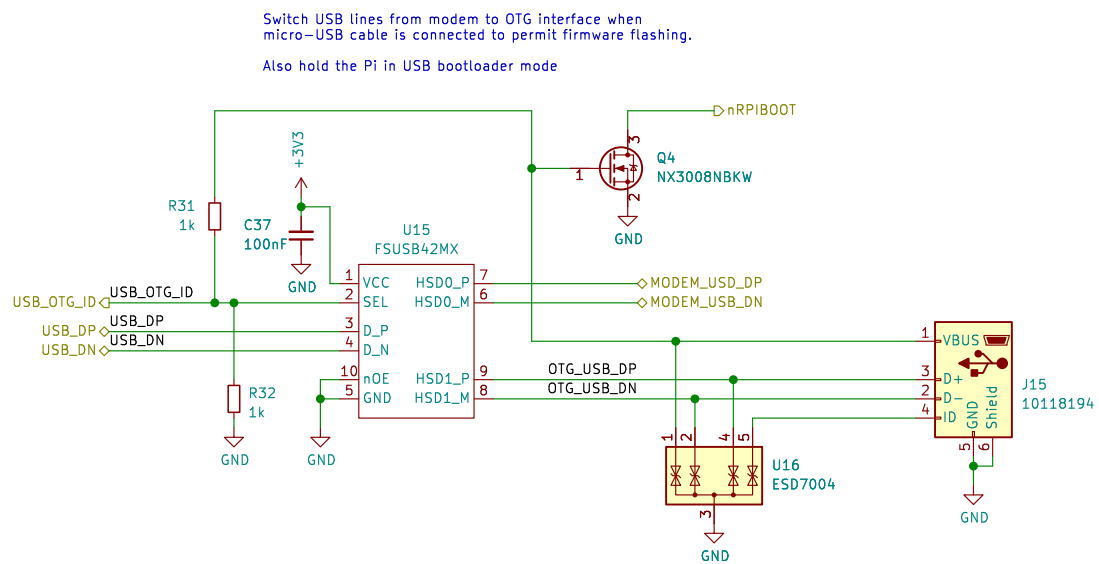 Switch USB lines from modem to OTG interface when
micro-USB cable is connected to permit firmware flashing.
Also hold the Pi in USB bootloader mode
nRPIBOOT
+3V3
3
Q4
NX3008NBKW
1
2
GND
R31
1k
C37
100nF
GND
U15
FSUSB42MX
1 VCC HSD0_P 7 MODEM_USD_DP
USB_OTG_ID USB_OTG_ID 2 SEL HSD0_M 6 MODEM_USB_DN
USB_DP USB_DP 3 D_P
USB_DN USB_DN 4 D_N
10 nOE HSD1_P 9 OTG_USB_DP
5 GND HSD1_M 8 OTG_USB_DN
1 VBUS
3 D+
2 D-
4 ID
GND
Shield
5
6
J15
10118194
GND
R32
1k
GND
GND
1
2
4
5
U16
ESD7004
3
GND